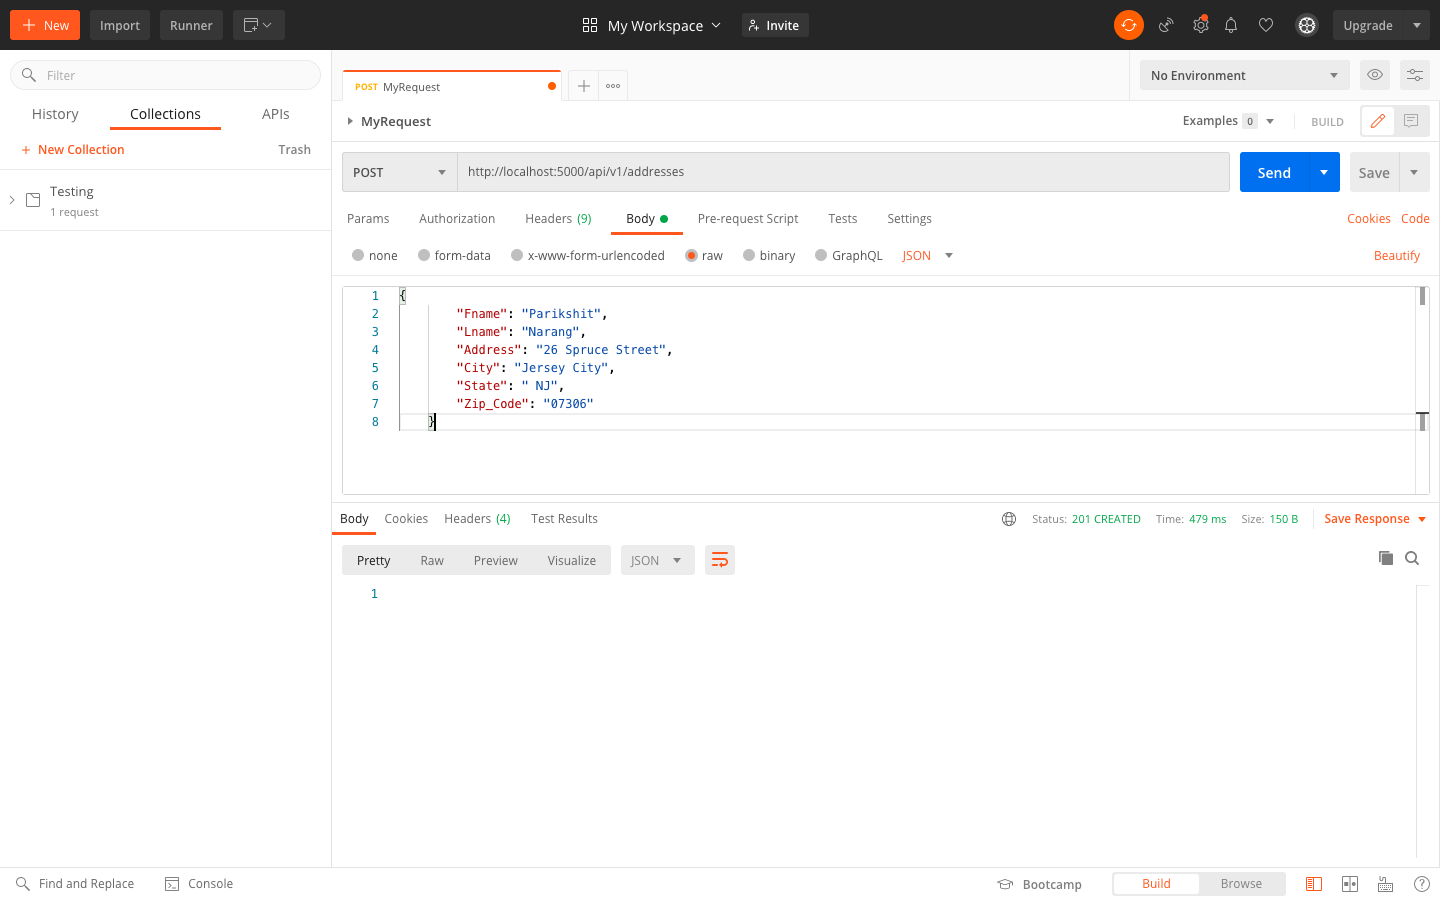 New Import Runner My Workspace Invite Upgrade
Filter
History Collections APIs
+ New Collection Trash
Testing
1 request
POST MyRequest
No Environment
MyRequest Examples 0 BUILD
POST http://localhost:5000/api/v1/addresses Send Save
Params Authorization Headers (9) Body Pre-request Script Tests Settings Cookies Code
none form-data x-www-form-urlencoded raw binary GraphQL JSON Beautify
1 {
2 "Fname": "Parikshit",
3 "Lname": "Narang",
4 "Address": "26 Spruce Street",
5 "City": "Jersey City",
6 "State": " NJ",
7 "Zip_Code": "07306"
8 }
Body Cookies Headers (4) Test Results Status: 201 CREATED Time: 479 ms Size: 150 B Save Response
Pretty Raw Preview Visualize JSON
1
Find and Replace Console Bootcamp Build Browse